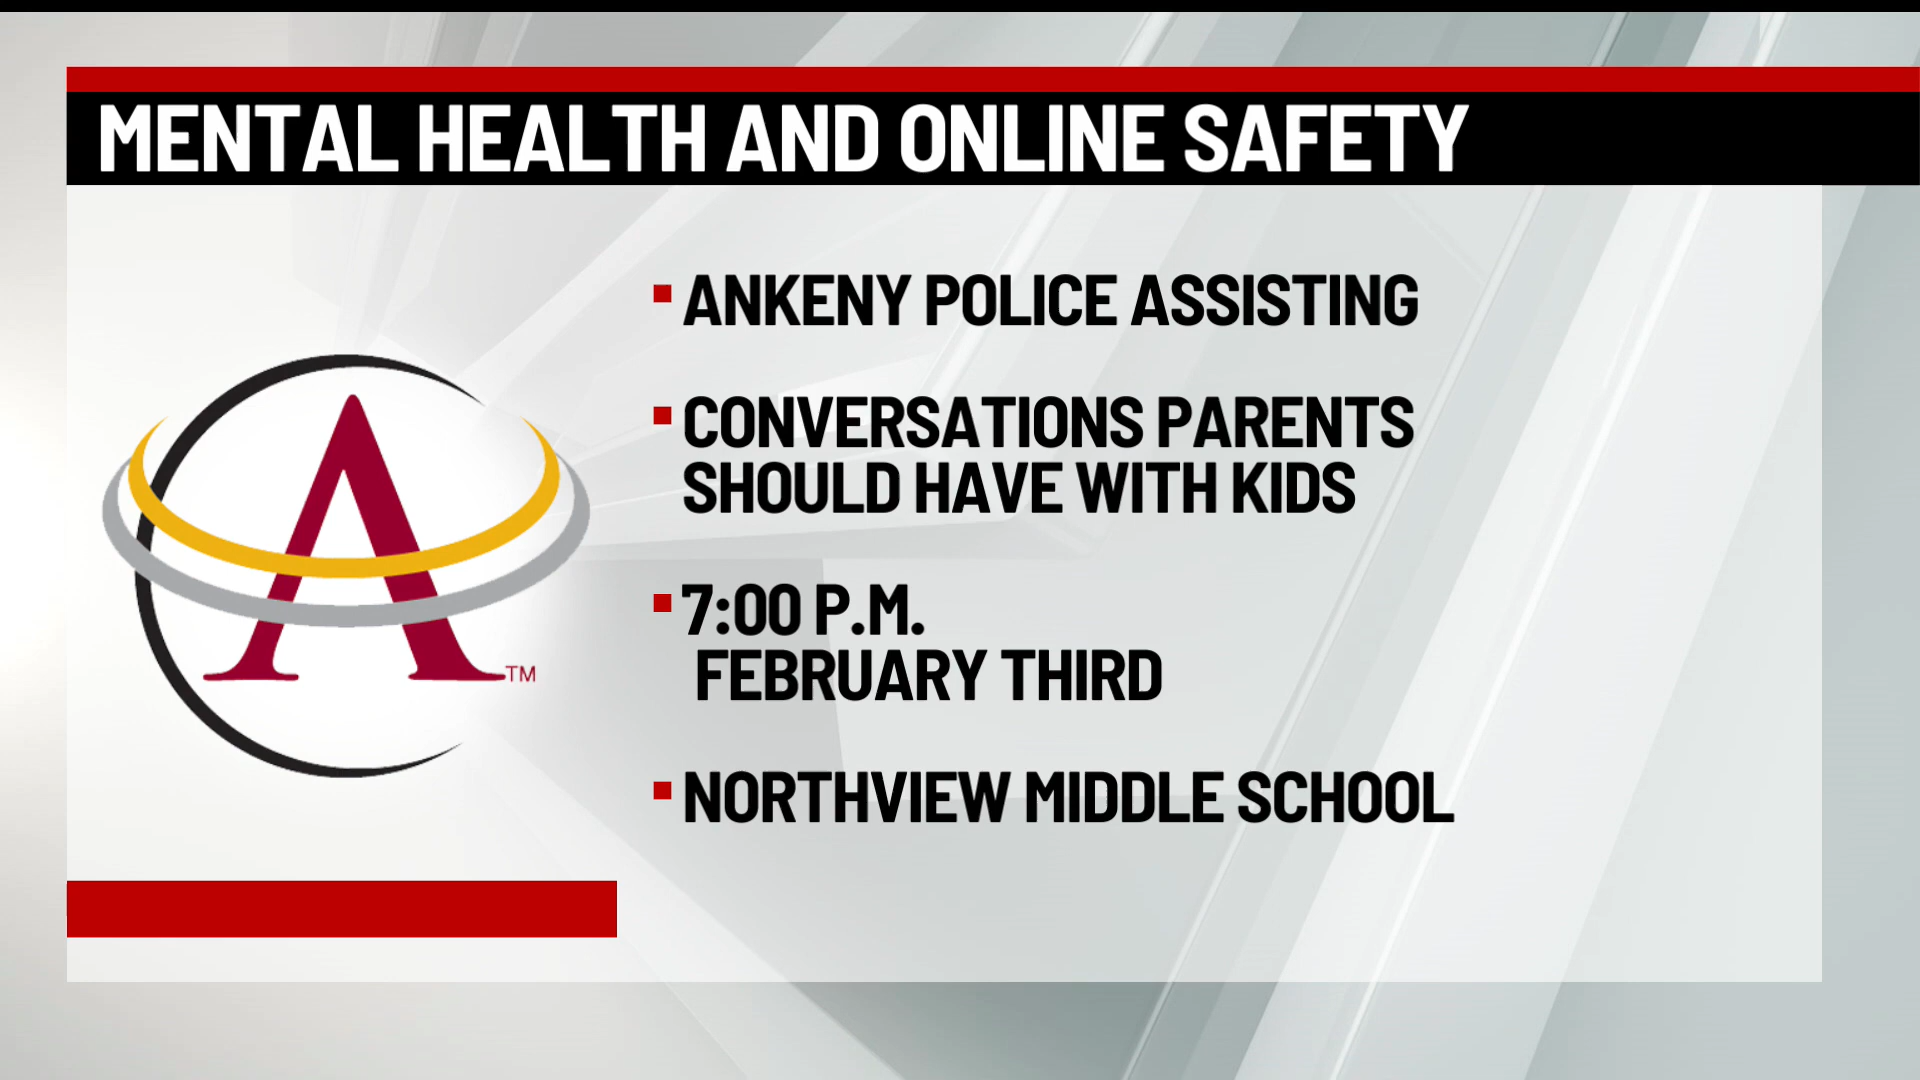 MENTAL HEALTH AND ONLINE SAFETY
ANKENY POLICE ASSISTING
CONVERSATIONS PARENTS
SHOULD HAVE WITH KIDS
7:00 P.M.
FEBRUARY THIRD
NORTHVIEW MIDDLE SCHOOL
A
TM